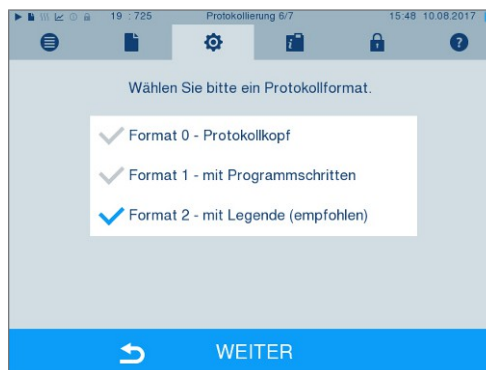 19 : 725 Protokollierung 6/7 15:48 10.08.2017
Wählen Sie bitte ein Protokollformat.
Format 0 - Protokollkopf
Format 1 - mit Programmschritten
Format 2 - mit Legende (empfohlen)
WEITER